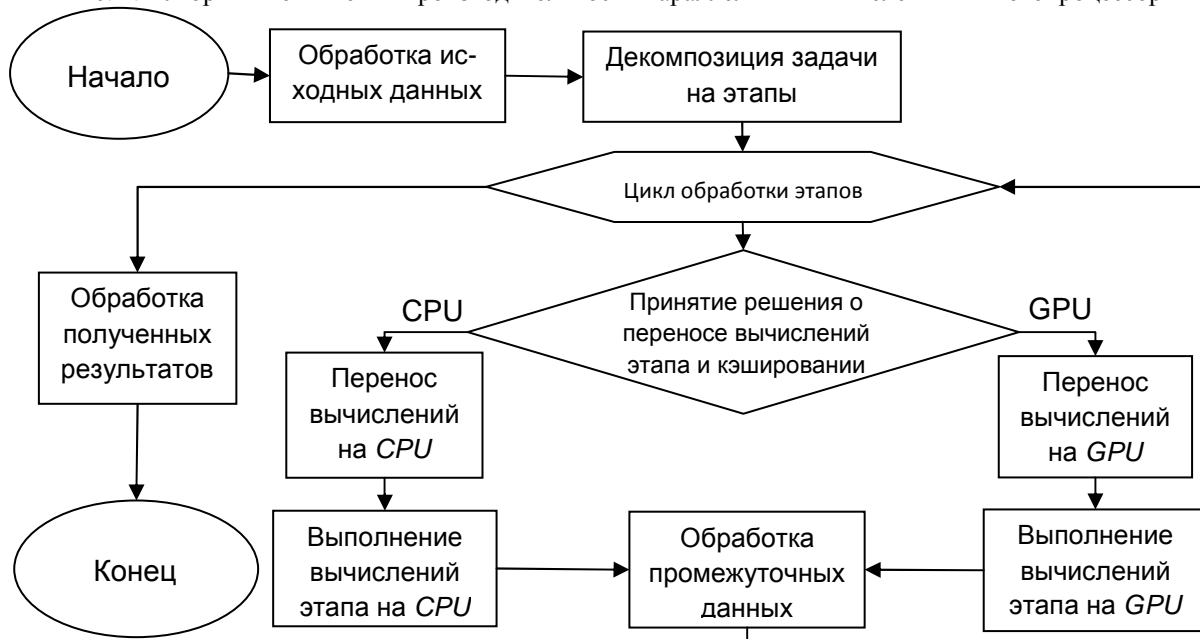 Начало
Обработка ис-
ходных данных
Декомпозиция задачи
на этапы
Цикл обработки этапов
Принятие решения о
переносе вычислений
этапа и кэшировании
CPU
GPU
Обработка
полученных
результатов
Перенос
вычислений
на CPU
Перенос
вычислений
на GPU
Конец
Выполнение
вычислений
этапа на CPU
Обработка
промежуточных
данных
Выполнение
вычислений
этапа на GPU